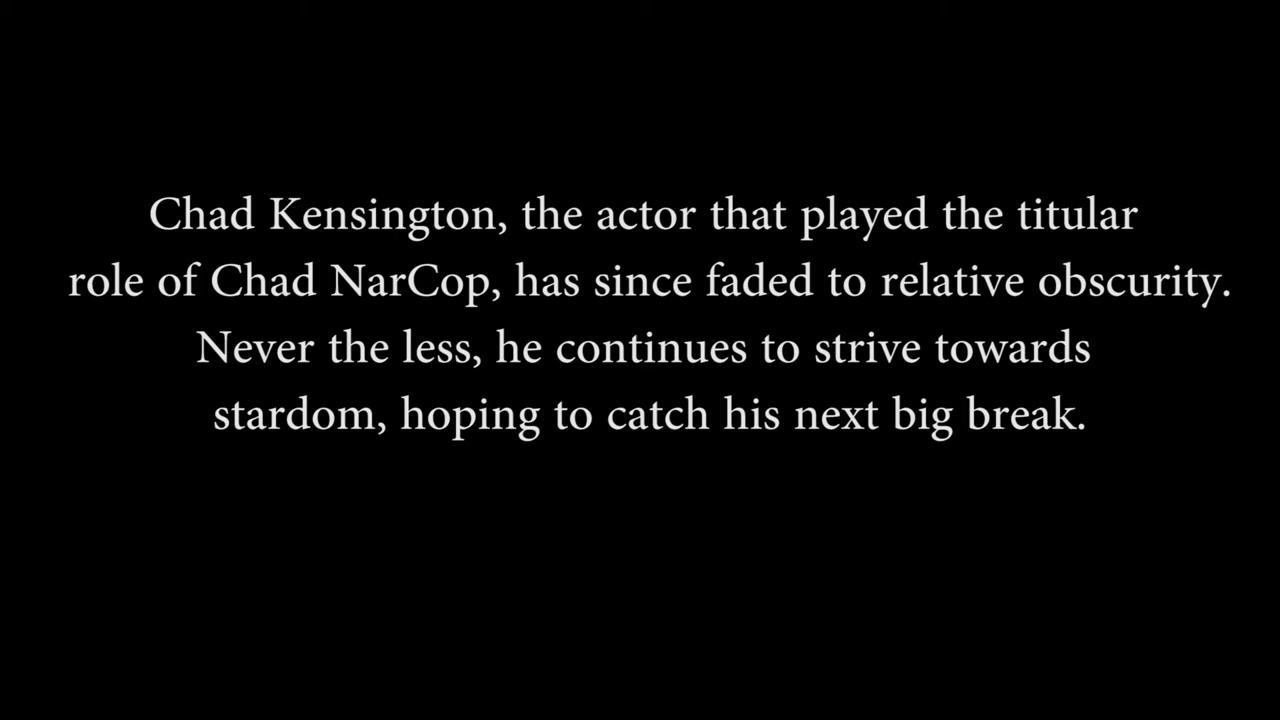 Chad Kensington, the actor that played the titular
role of Chad NarCop, has since faded to relative obscurity.
Never the less, he continues to strive towards
stardom, hoping to catch his next big break.